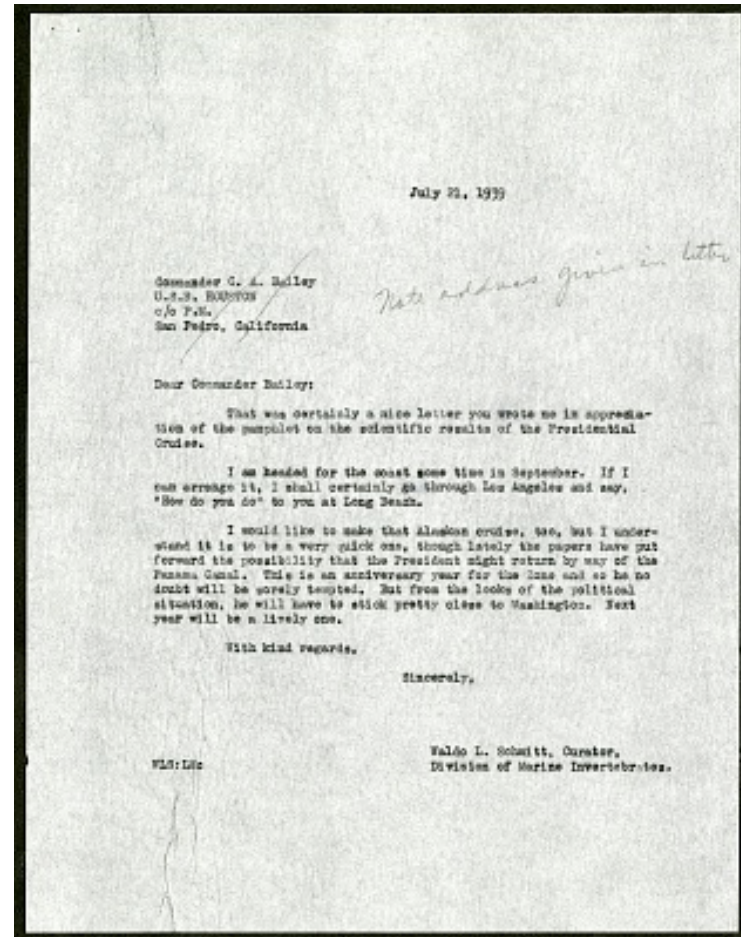 July 21, 1939
Note address given in letter
Commander C. A. Bailey
U.S.S. HOUSTON
c/o P.M.
San Pedro, California
Dear Commander Bailey:
That was certainly a nice letter you wrote me in apprecia-
tion of the pamphlet on the scientific results of the Presidential
Cruise.
I am headed for the coast some time in September. If I
can arrange it, I shall certainly go through Los Angeles and say,
"How do you do" to you at Long Beach.
I would like to make that Alaskan cruise, too, but I under-
stand it is to be a very quick one, though lately the papers have put
forward the possibility that the President might return by way of the
Panama Canal. This is an anniversary year for the and so he no
doubt will be sorely tempted. But from the looks of the political
situation, he will have to stick pretty close to Washington. Next
year will be a lively one.
With kind regards,
Sincerely,
Waldo L. Schmitt, Curator,
WLS: Division of Marine Invertebrates.